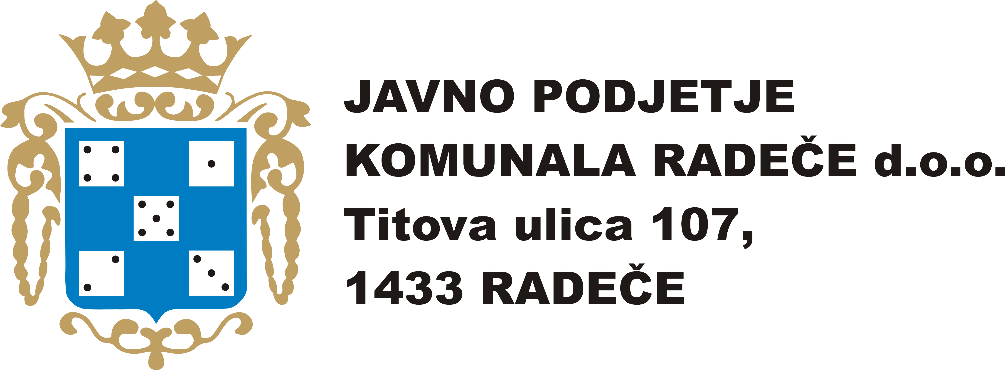 JAVNO PODJETJE
KOMUNALA RADEČE d.o.o.
Titova ulica 107,
1433 RADEČE